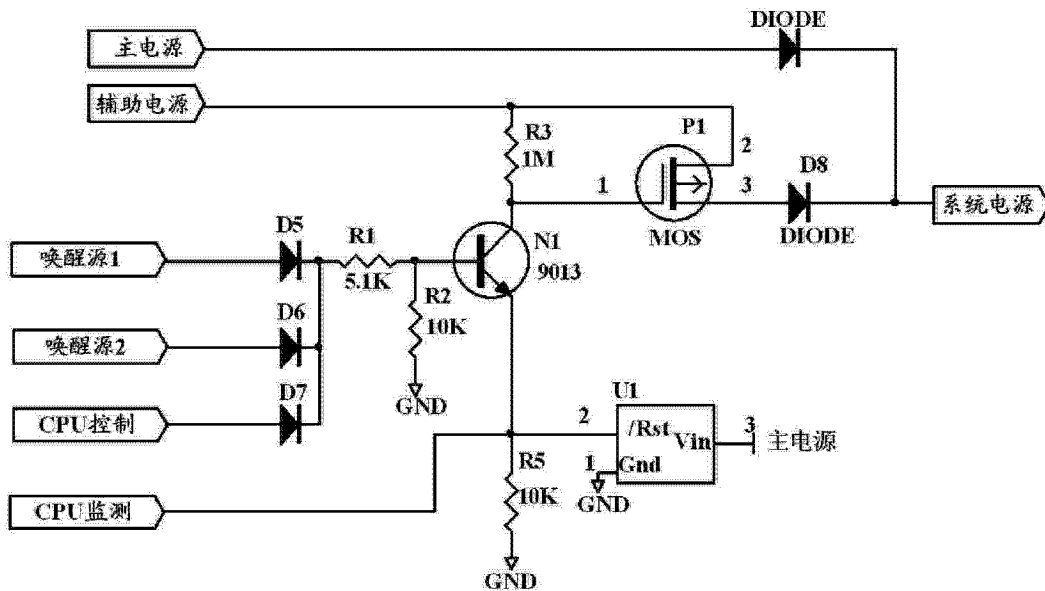 DIODE
主电源
辅助电源
P1
R3
1M
2
D8
1
3
系统电源
MOS
DIODE
D5
R1
N1
9013
唤醒源1
5.1K
R2
10K
D6
唤醒源2
D7
GND
U1
CPU控制
2
/Rst
Vin
3
主电源
1
Gnd
R5
10K
GND
CPU监测
GND